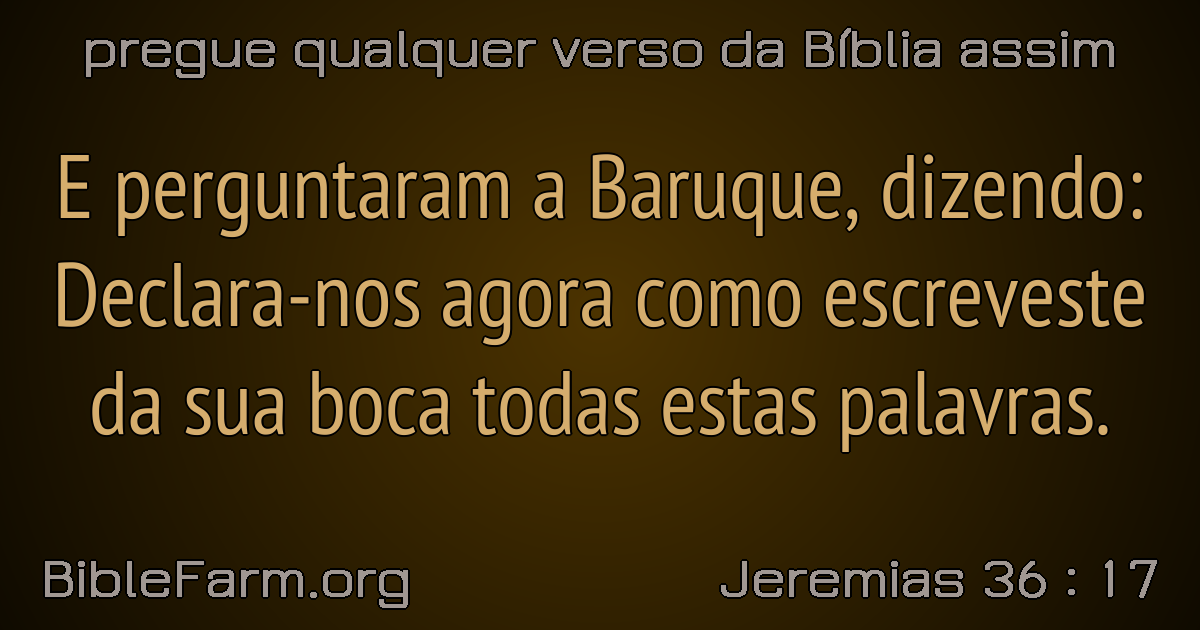 pregue qualquer verso da Bíblia assim
E perguntaram a Baruque, dizendo:
Declara-nos agora como escreveste
da sua boca todas estas palavras.
BibleFarm.org
Jeremias 36 : 17